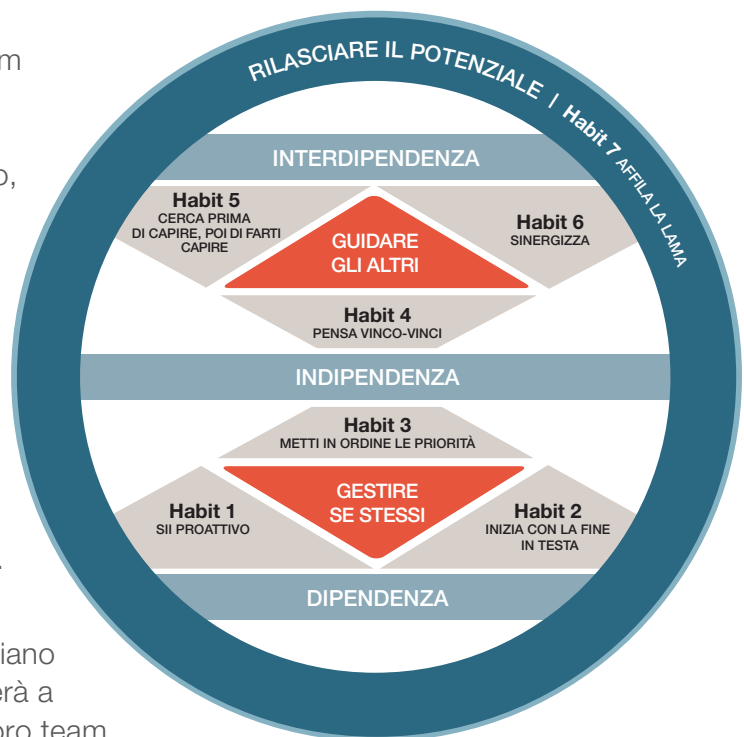 m
o,
.
iano
erà a
oro team
RILASCIARE IL POTENZIALE | Habit 7 AFFILA LA LAMA
INTERDIPENDENZA
Habit 5
CERCA PRIMA
DI CAPIRE, POI DI FARTI
CAPIRE
GUIDARE
GLI ALTRI
Habit 6
SINERGIZZA
Habit 4
PENSA VINCO-VINCI
INDIPENDENZA
Habit 3
METTI IN ORDINE LE PRIORITÀ
Habit 1
SII PROATTIVO
GESTIRE
SE STESSI
Habit 2
INIZIA CON LA FINE
IN TESTA
DIPENDENZA